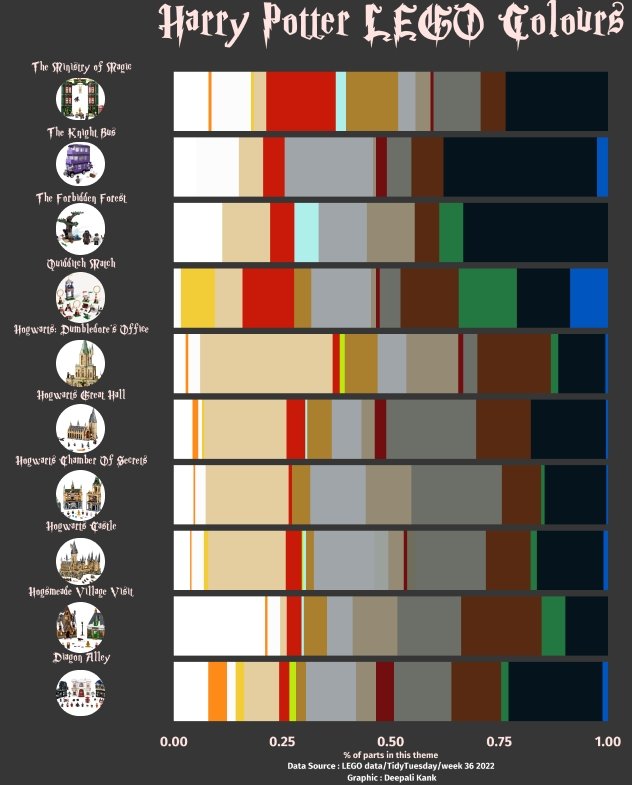 Harry Potter LEGO Colours
The Ministry of Magic
The Knight Bus
The Forbidden Forest
Quidditch Match
Hogwarts: Dumbledore's Office
Hogwarts Great Hall
Hogwarts Chamber Of Secrets
Hogwarts Castle
Hogsmeade Village Visit
Diagon Alley
0.00 0.25 0.50 0.75 1.00
% of parts in this theme
Data Source : LEGO data/TidyTuesday/week 36 2022
Graphic : Deepali Kank